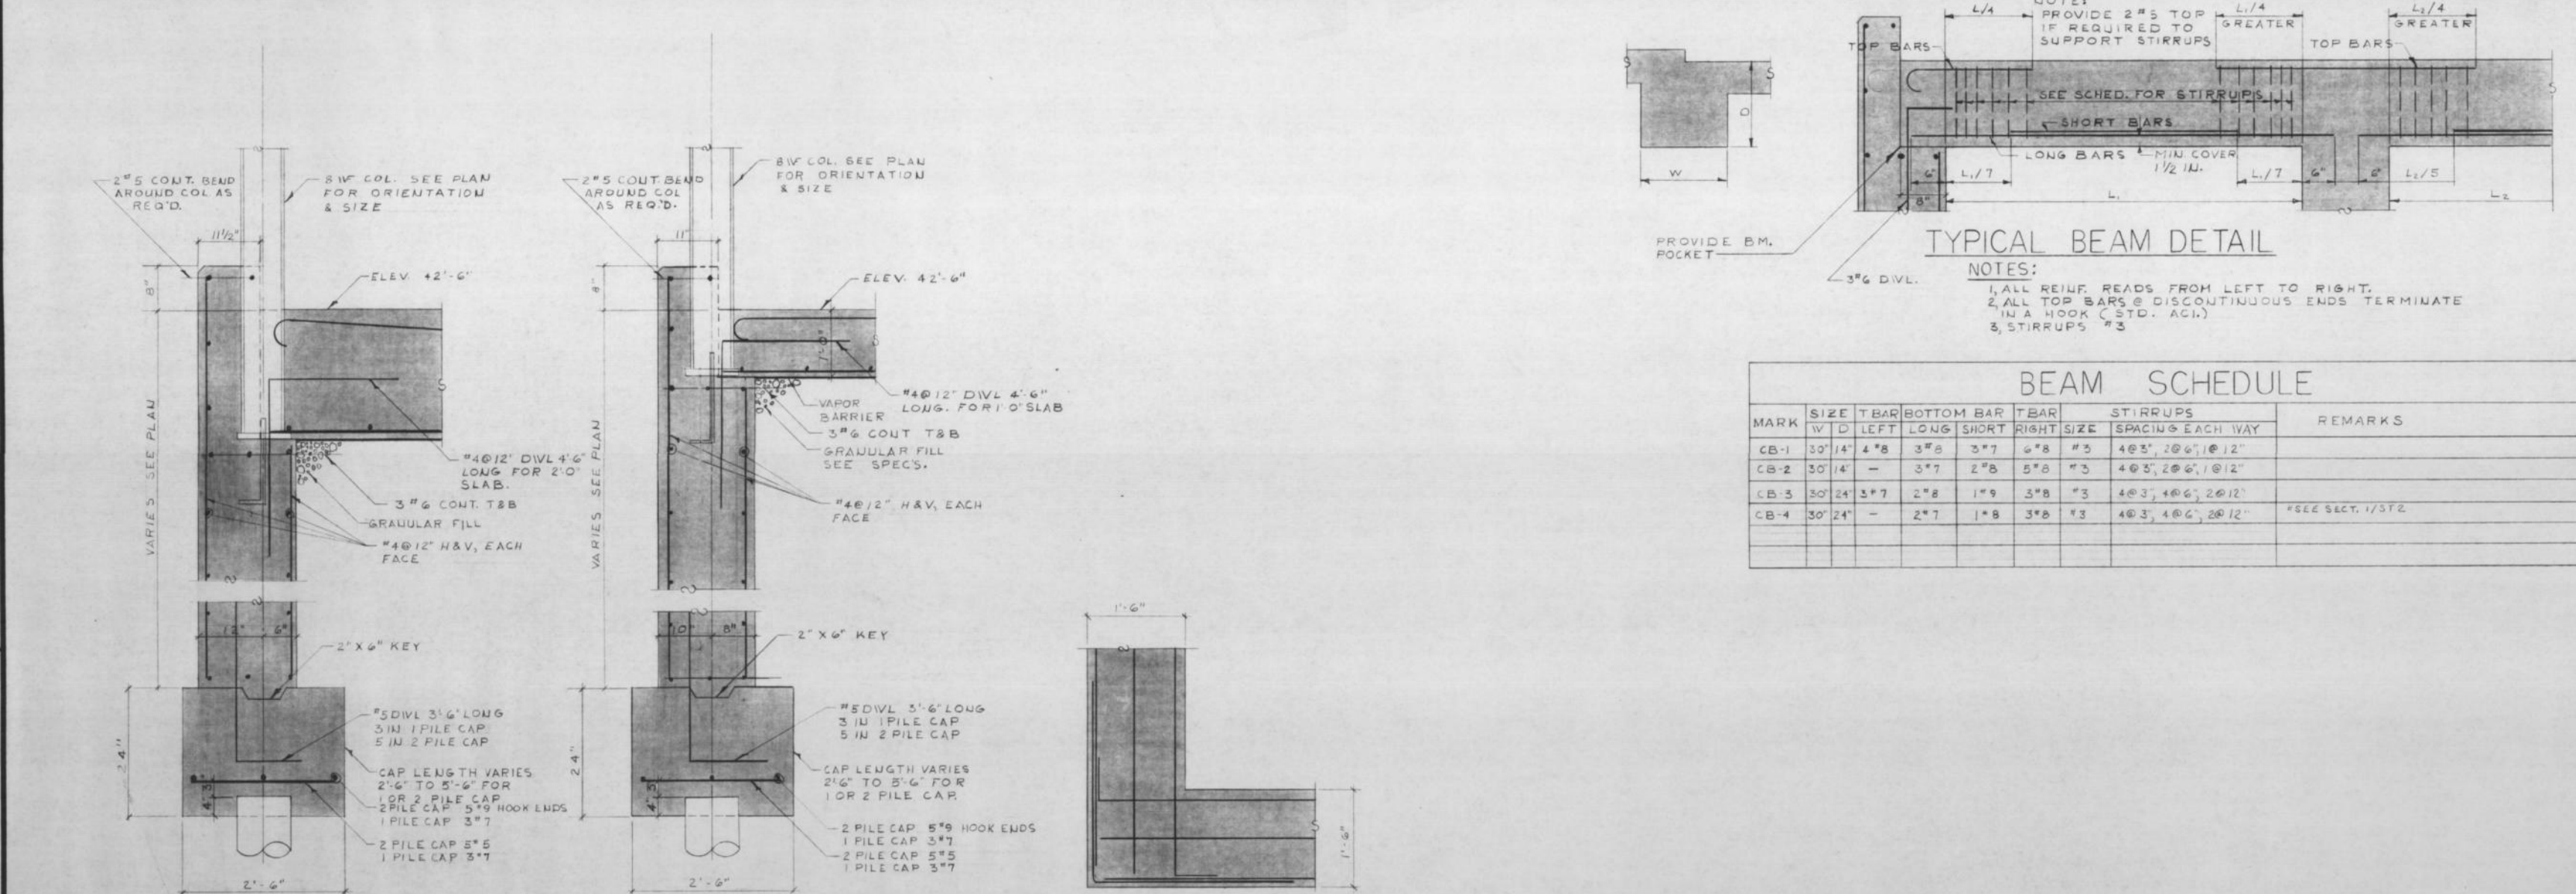 2#5 CONT. BEND
AROUND COL AS
REQ'D.
8 WF COL. SEE PLAN
FOR ORIENTATION
& SIZE
11 1/2"
8"
ELEV. 42'-6"
VARIES SEE PLAN
#4@12" DWL 4'-6"
LONG FOR 2'-0"
SLAB.
3 #6 CONT. T&B
GRANULAR FILL
#4@12" H&V, EACH
FACE
12"
6"
2" X 6" KEY
#5 DWL 3'-6" LONG
3 IN 1 PILE CAP
5 IN 2 PILE CAP
CAP LENGTH VARIES
2'-6" TO 5'-6" FOR
1 OR 2 PILE CAP
2 PILE CAP 5#9 HOOK ENDS
1 PILE CAP 3#7
2 PILE CAP 5#5
1 PILE CAP 3#7
24"
4"
3"
2'-6"
2#5 CONT. BEND
AROUND COL
AS REQ'D.
8 WF COL. SEE PLAN
FOR ORIENTATION
& SIZE
11"
8"
ELEV. 42'-6"
1'-0"
VARIES SEE PLAN
#4@12" DWL 4'-6"
LONG. FOR 1'-0" SLAB
VAPOR
BARRIER
3#6 CONT T&B
GRANULAR FILL
SEE SPEC'S.
#4@12" H&V, EACH
FACE
10"
8"
2" X 6" KEY
#5 DWL 3'-6" LONG
3 IN 1 PILE CAP
5 IN 2 PILE CAP
CAP LENGTH VARIES
2'-6" TO 5'-6" FOR
1 OR 2 PILE CAP.
2 PILE CAP 5#9 HOOK ENDS
1 PILE CAP 3#7
2 PILE CAP 5#5
1 PILE CAP 3#7
24"
4"
3"
2'-6"
1'-6"
1'-6"
W
D
NOTE:
PROVIDE 2#5 TOP
IF REQUIRED TO
SUPPORT STIRRUPS
L/4
L1/4
GREATER
L2/4
GREATER
TOP BARS
TOP BARS
SEE SCHED. FOR STIRRUPS
SHORT BARS
LONG BARS
MIN. COVER
1 1/2 IN.
6"
L1/7
L1/7
6"
6"
L2/5
8"
L1
L2
PROVIDE BM.
POCKET
3#6 DWL.
TYPICAL BEAM DETAIL
NOTES:
1, ALL REINF. READS FROM LEFT TO RIGHT.
2, ALL TOP BARS @ DISCONTINUOUS ENDS TERMINATE
IN A HOOK (STD. ACI.)
3, STIRRUPS #3
BEAM SCHEDULE
MARK SIZE T BAR BOTTOM BAR T BAR STIRRUPS REMARKS
W D LEFT LONG SHORT RIGHT SIZE SPACING EACH WAY
CB-1 30" 14" 4#8 3#8 3#7 6#8 #3 4@3", 2@6", 1@12"
CB-2 30" 14" – 3#7 2#8 5#8 #3 4@3", 2@6", 1@12"
CB-3 30" 24" 3#7 2#8 1#9 3#8 #3 4@3", 4@6", 2@12"
CB-4 30" 24" – 2#7 1#8 3#8 #3 4@3", 4@6", 2@12" *SEE SECT. 1/ST2